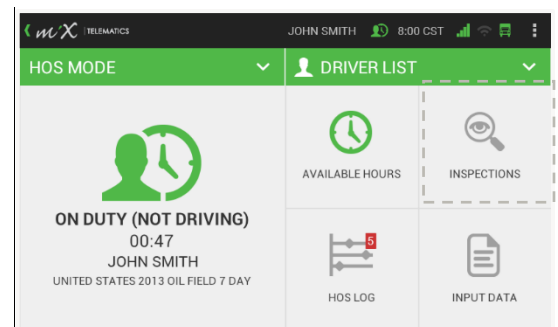 miX TELEMATICS JOHN SMITH 8:00 CST
HOS MODE
DRIVER LIST
AVAILABLE HOURS
INSPECTIONS
ON DUTY (NOT DRIVING)
00:47
JOHN SMITH
UNITED STATES 2013 OIL FIELD 7 DAY
5
HOS LOG
INPUT DATA